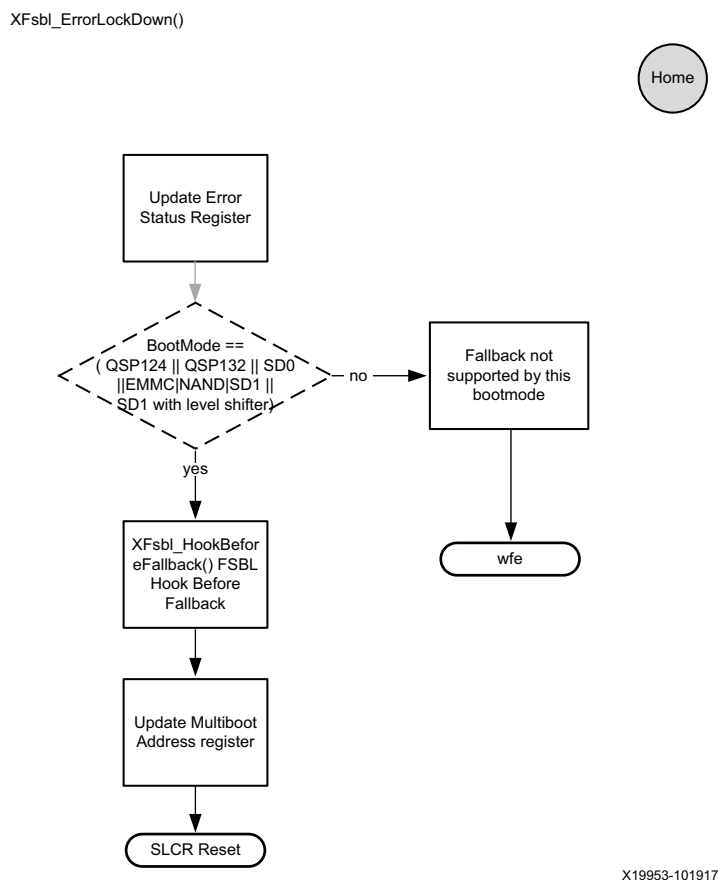 XFsbl_ErrorLockDown()
Home
Update Error
Status Register
BootMode ==
( QSP124 || QSP132 || SD0
||EMMC|NAND|SD1 ||
SD1 with level shifter)
no
Fallback not
supported by this
bootmode
yes
XFsbl_HookBefor
eFallback() FSBL
Hook Before
Fallback
wfe
Update Multiboot
Address register
SLCR Reset
X19953-101917